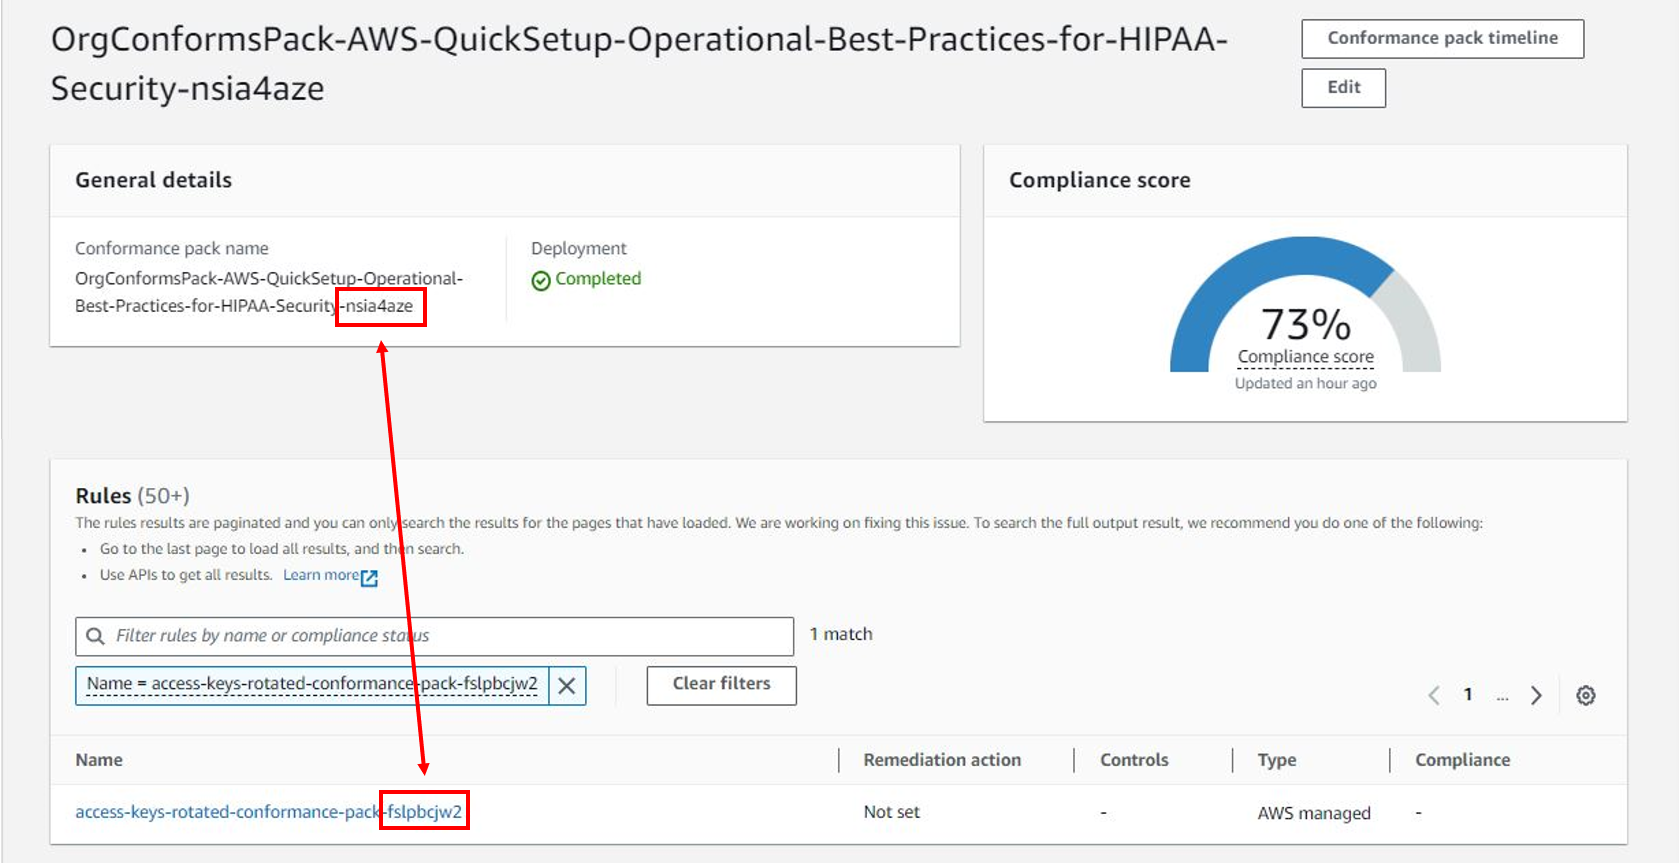 OrgConformsPack-AWS-QuickSetup-Operational-Best-Practices-for-HIPAA-
Security-nsia4aze
Conformance pack timeline
Edit
General details
Conformance pack name
OrgConformsPack-AWS-QuickSetup-Operational-
Best-Practices-for-HIPAA-Security-nsia4aze
Deployment
Completed
Compliance score
73%
Compliance score
Updated an hour ago
Rules (50+)
The rules results are paginated and you can only search the results for the pages that have loaded. We are working on fixing this issue. To search the full output result, we recommend you do one of the following:
• Go to the last page to load all results, and then search.
• Use APIs to get all results. Learn more
Filter rules by name or compliance status
1 match
Name = access-keys-rotated-conformance-pack-fslpbcjw2
Clear filters
1 ...
Name Remediation action Controls Type Compliance
access-keys-rotated-conformance-pack-fslpbcjw2 Not set - AWS managed -